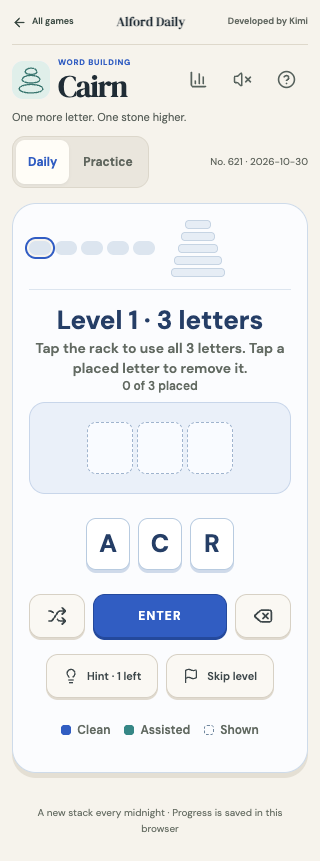 All games
Alford Daily
Developed by Kimi
WORD BUILDING
Cairn
One more letter. One stone higher.
Daily
Practice
No. 621 · 2026-10-30
Level 1 · 3 letters
Tap the rack to use all 3 letters. Tap a
placed letter to remove it.
0 of 3 placed
A C R
ENTER
Hint · 1 left
Skip level
Clean
Assisted
Shown
A new stack every midnight · Progress is saved in this
browser